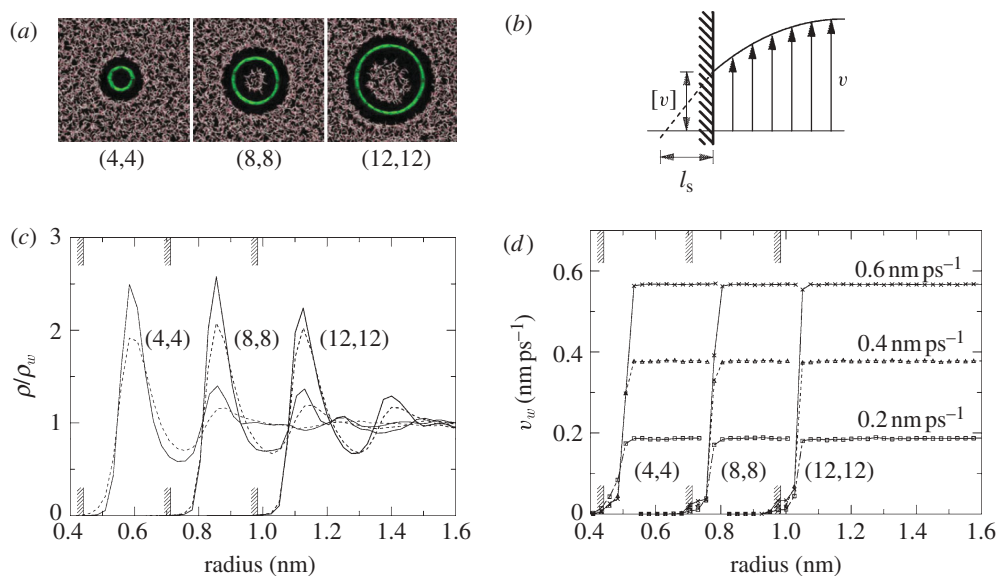 (a)
(4,4) (8,8) (12,12)
(b)
[v]
v
l_s
(c)
3
2
1
0
ρ/ρ_w
(4,4) (8,8) (12,12)
0.4 0.6 0.8 1.0 1.2 1.4 1.6
radius (nm)
(d)
0.6
0.4
0.2
0
v_w (nm ps⁻¹)
0.6 nm ps⁻¹
0.4 nm ps⁻¹
0.2 nm ps⁻¹
(4,4) (8,8) (12,12)
0.4 0.6 0.8 1.0 1.2 1.4 1.6
radius (nm)